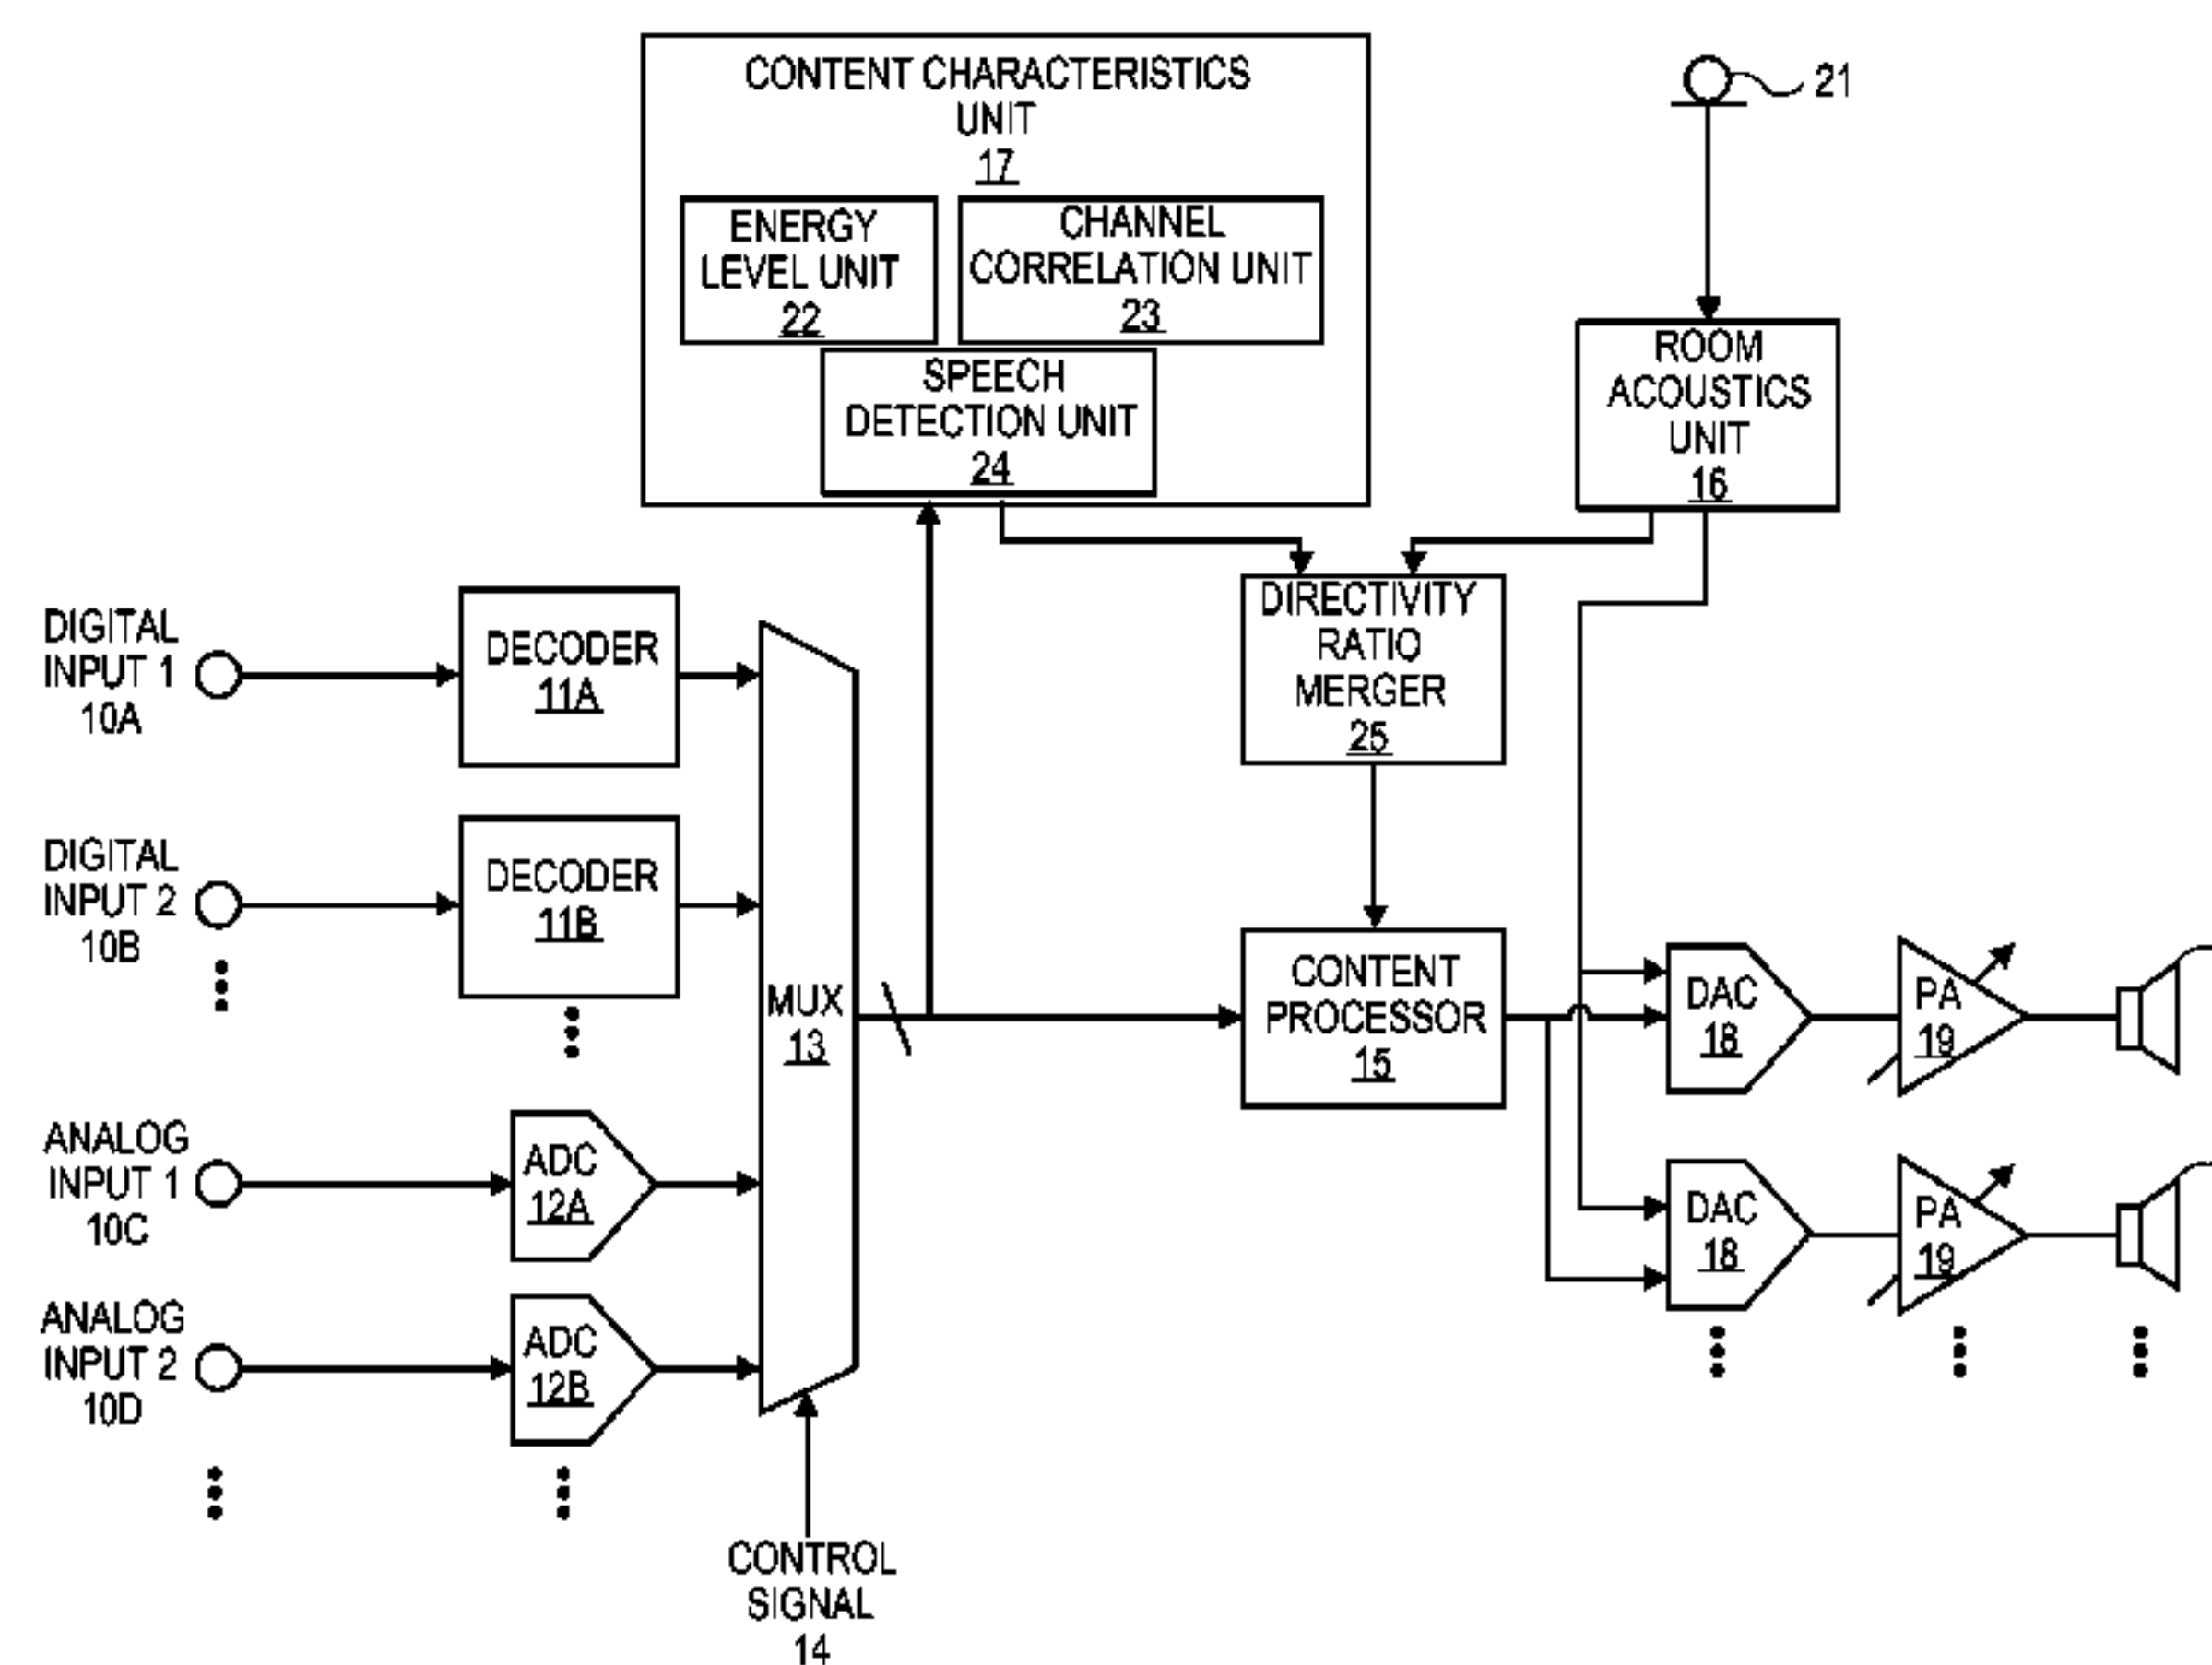 CONTENT CHARACTERISTICS
UNIT
17
ENERGY
LEVEL UNIT
22
CHANNEL
CORRELATION UNIT
23
SPEECH
DETECTION UNIT
24
21
ROOM
ACOUSTICS
UNIT
16
DIRECTIVITY
RATIO
MERGER
25
DIGITAL
INPUT 1
10A
DECODER
11A
DIGITAL
INPUT 2
10B
DECODER
11B
MUX
13
CONTENT
PROCESSOR
15
DAC
18
PA
19
ANALOG
INPUT 1
10C
ADC
12A
DAC
18
PA
19
ANALOG
INPUT 2
10D
ADC
12B
CONTROL
SIGNAL
14